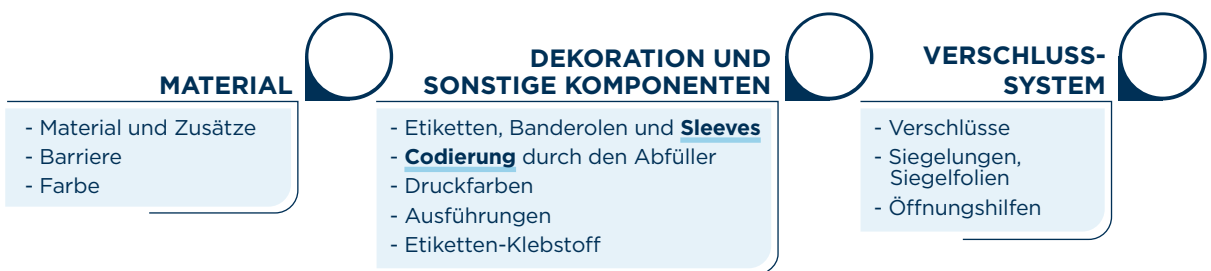 MATERIAL
- Material und Zusätze
- Barriere
- Farbe
DEKORATION UND
SONSTIGE KOMPONENTEN
- Etiketten, Banderolen und Sleeves
- Codierung durch den Abfüller
- Druckfarben
- Ausführungen
- Etiketten-Klebstoff
VERSCHLUSS-
SYSTEM
- Verschlüsse
- Siegelungen,
Siegelfolien
- Öffnungshilfen